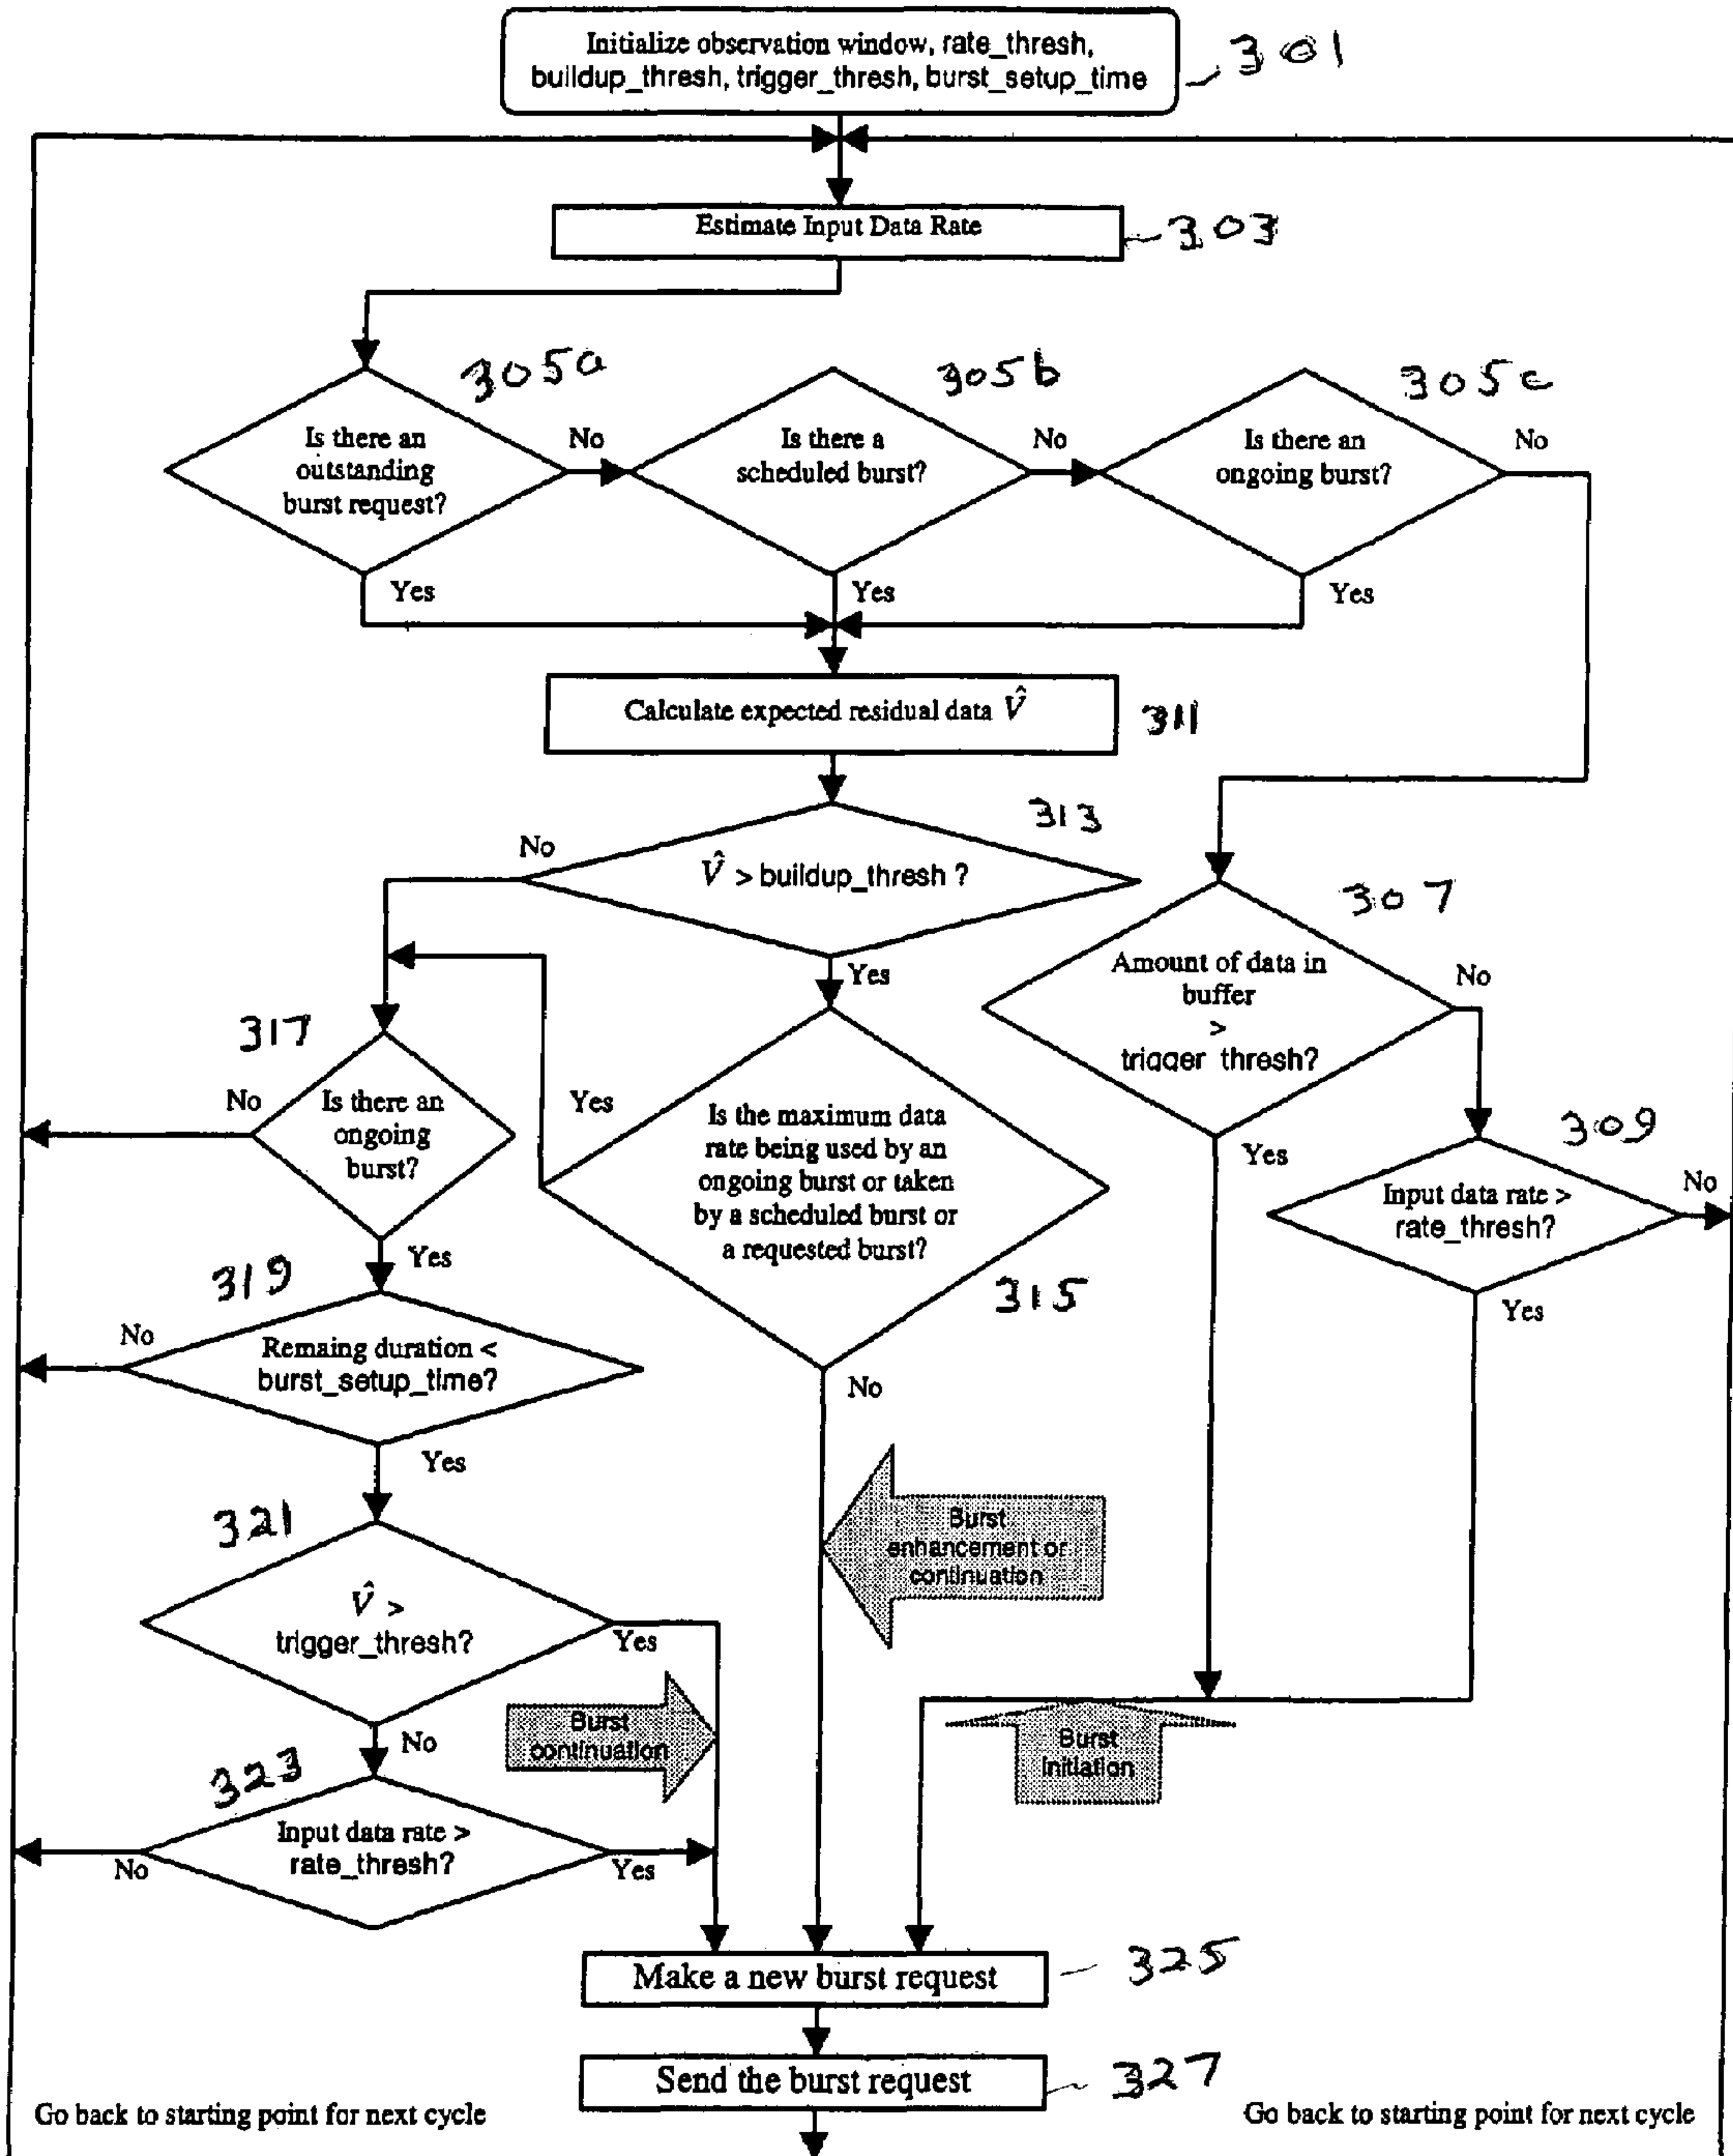 Initialize observation window, rate_thresh,
buildup_thresh, trigger_thresh, burst_setup_time
301
Estimate Input Data Rate
303
305a
305b
305c
Is there an
outstanding
burst request?
No
Is there a
scheduled burst?
No
Is there an
ongoing burst?
No
Yes
Yes
Yes
Calculate expected residual data V̂
311
313
No
V̂ > buildup_thresh ?
Yes
307
Amount of data in
buffer
>
trigger thresh?
No
Yes
317
No
Is there an
ongoing
burst?
Yes
Yes
Is the maximum data
rate being used by an
ongoing burst or taken
by a scheduled burst or
a requested burst?
315
No
309
Input data rate >
rate_thresh?
No
Yes
319
No
Remaing duration <
burst_setup_time?
Yes
Burst
enhancement or
continuation
321
V̂ >
trigger_thresh?
Yes
No
Burst
continuation
Burst
initiation
323
Input data rate >
rate_thresh?
No
Yes
Make a new burst request
325
Send the burst request
327
Go back to starting point for next cycle
Go back to starting point for next cycle